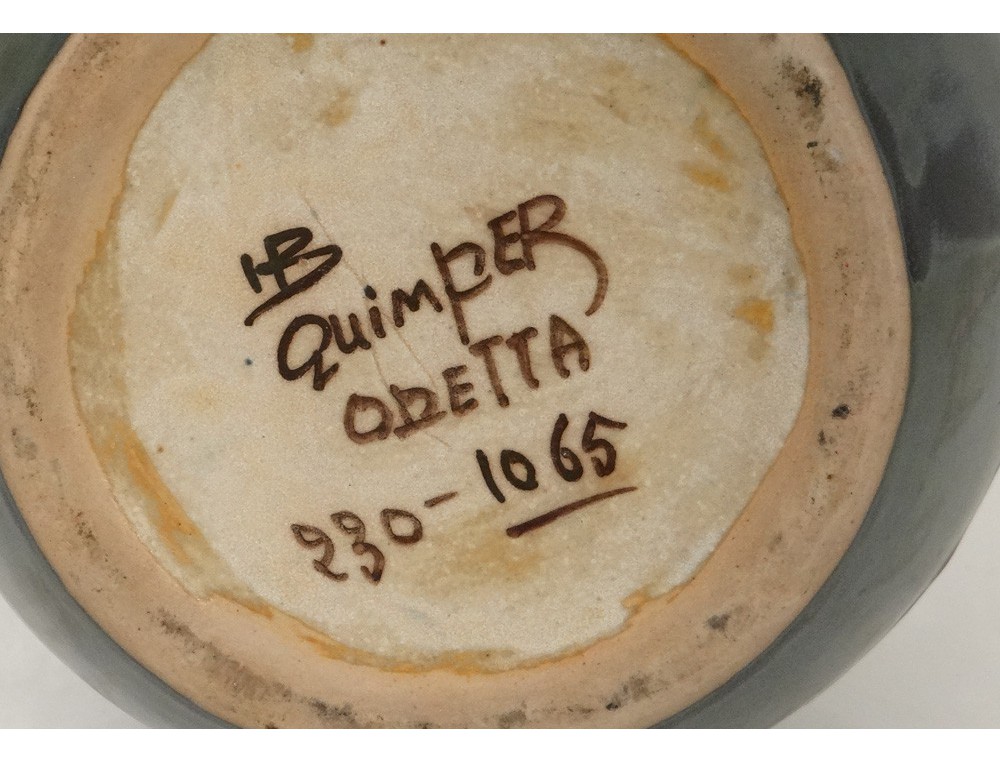 HB
QuimpER
ODETTA
230-1065